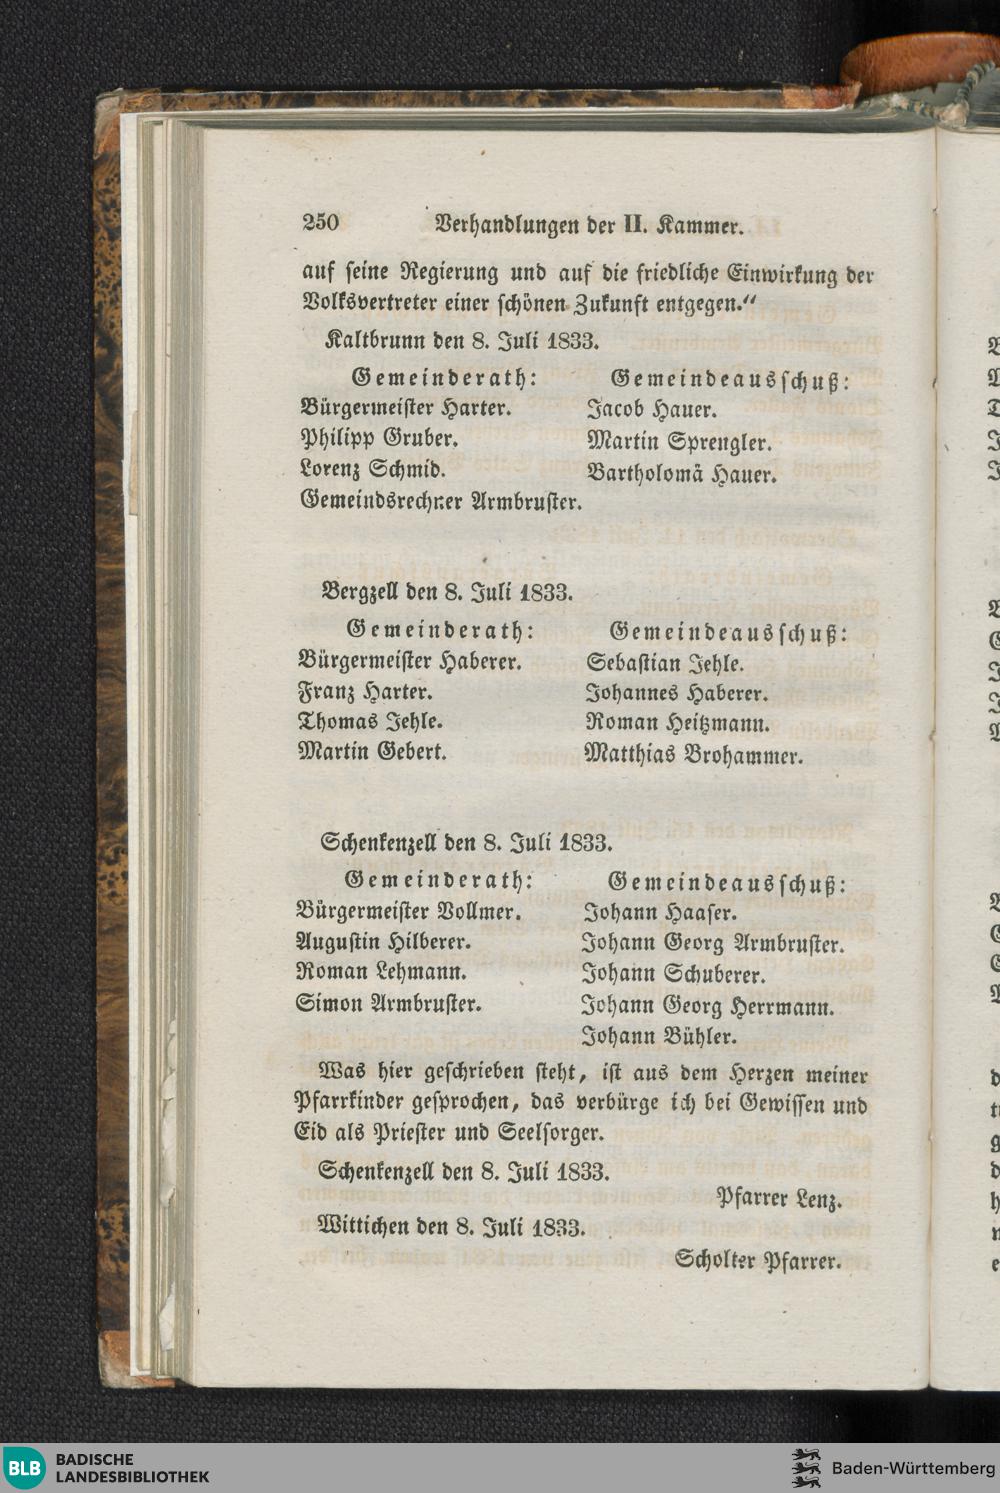 250 Verhandlungen der II. Kammer.
auf seine Regierung und auf die friedliche Einwirkung der
Volksvertreter einer schönen Zukunft entgegen.“
Kaltbrunn den 8. Juli 1833.
Gemeinderath: Gemeindeausschuß:
Bürgermeister Harter. Jacob Hauer.
Philipp Gruber. Martin Sprengler.
Lorenz Schmid. Bartholomä Hauer.
Gemeindsrechner Armbruster.
Bergzell den 8. Juli 1833.
Gemeinderath: Gemeindeausschuß:
Bürgermeister Haberer. Sebastian Jehle.
Franz Harter. Johannes Haberer.
Thomas Jehle. Roman Heitzmann.
Martin Gebert. Matthias Brohammer.
Schenkenzell den 8. Juli 1833.
Gemeinderath: Gemeindeausschuß:
Bürgermeister Vollmer. Johann Haaser.
Augustin Hilberer. Johann Georg Armbruster.
Roman Lehmann. Johann Schuberer.
Simon Armbruster. Johann Georg Herrmann.
Johann Bühler.
Was hier geschrieben steht, ist aus dem Herzen meiner
Pfarrkinder gesprochen, das verbürge ich bei Gewissen und
Eid als Priester und Seelsorger.
Schenkenzell den 8. Juli 1833.
Pfarrer Lenz.
Wittichen den 8. Juli 1833.
Scholter Pfarrer.
BLB BADISCHE
LANDESBIBLIOTHEK
Baden-Württemberg